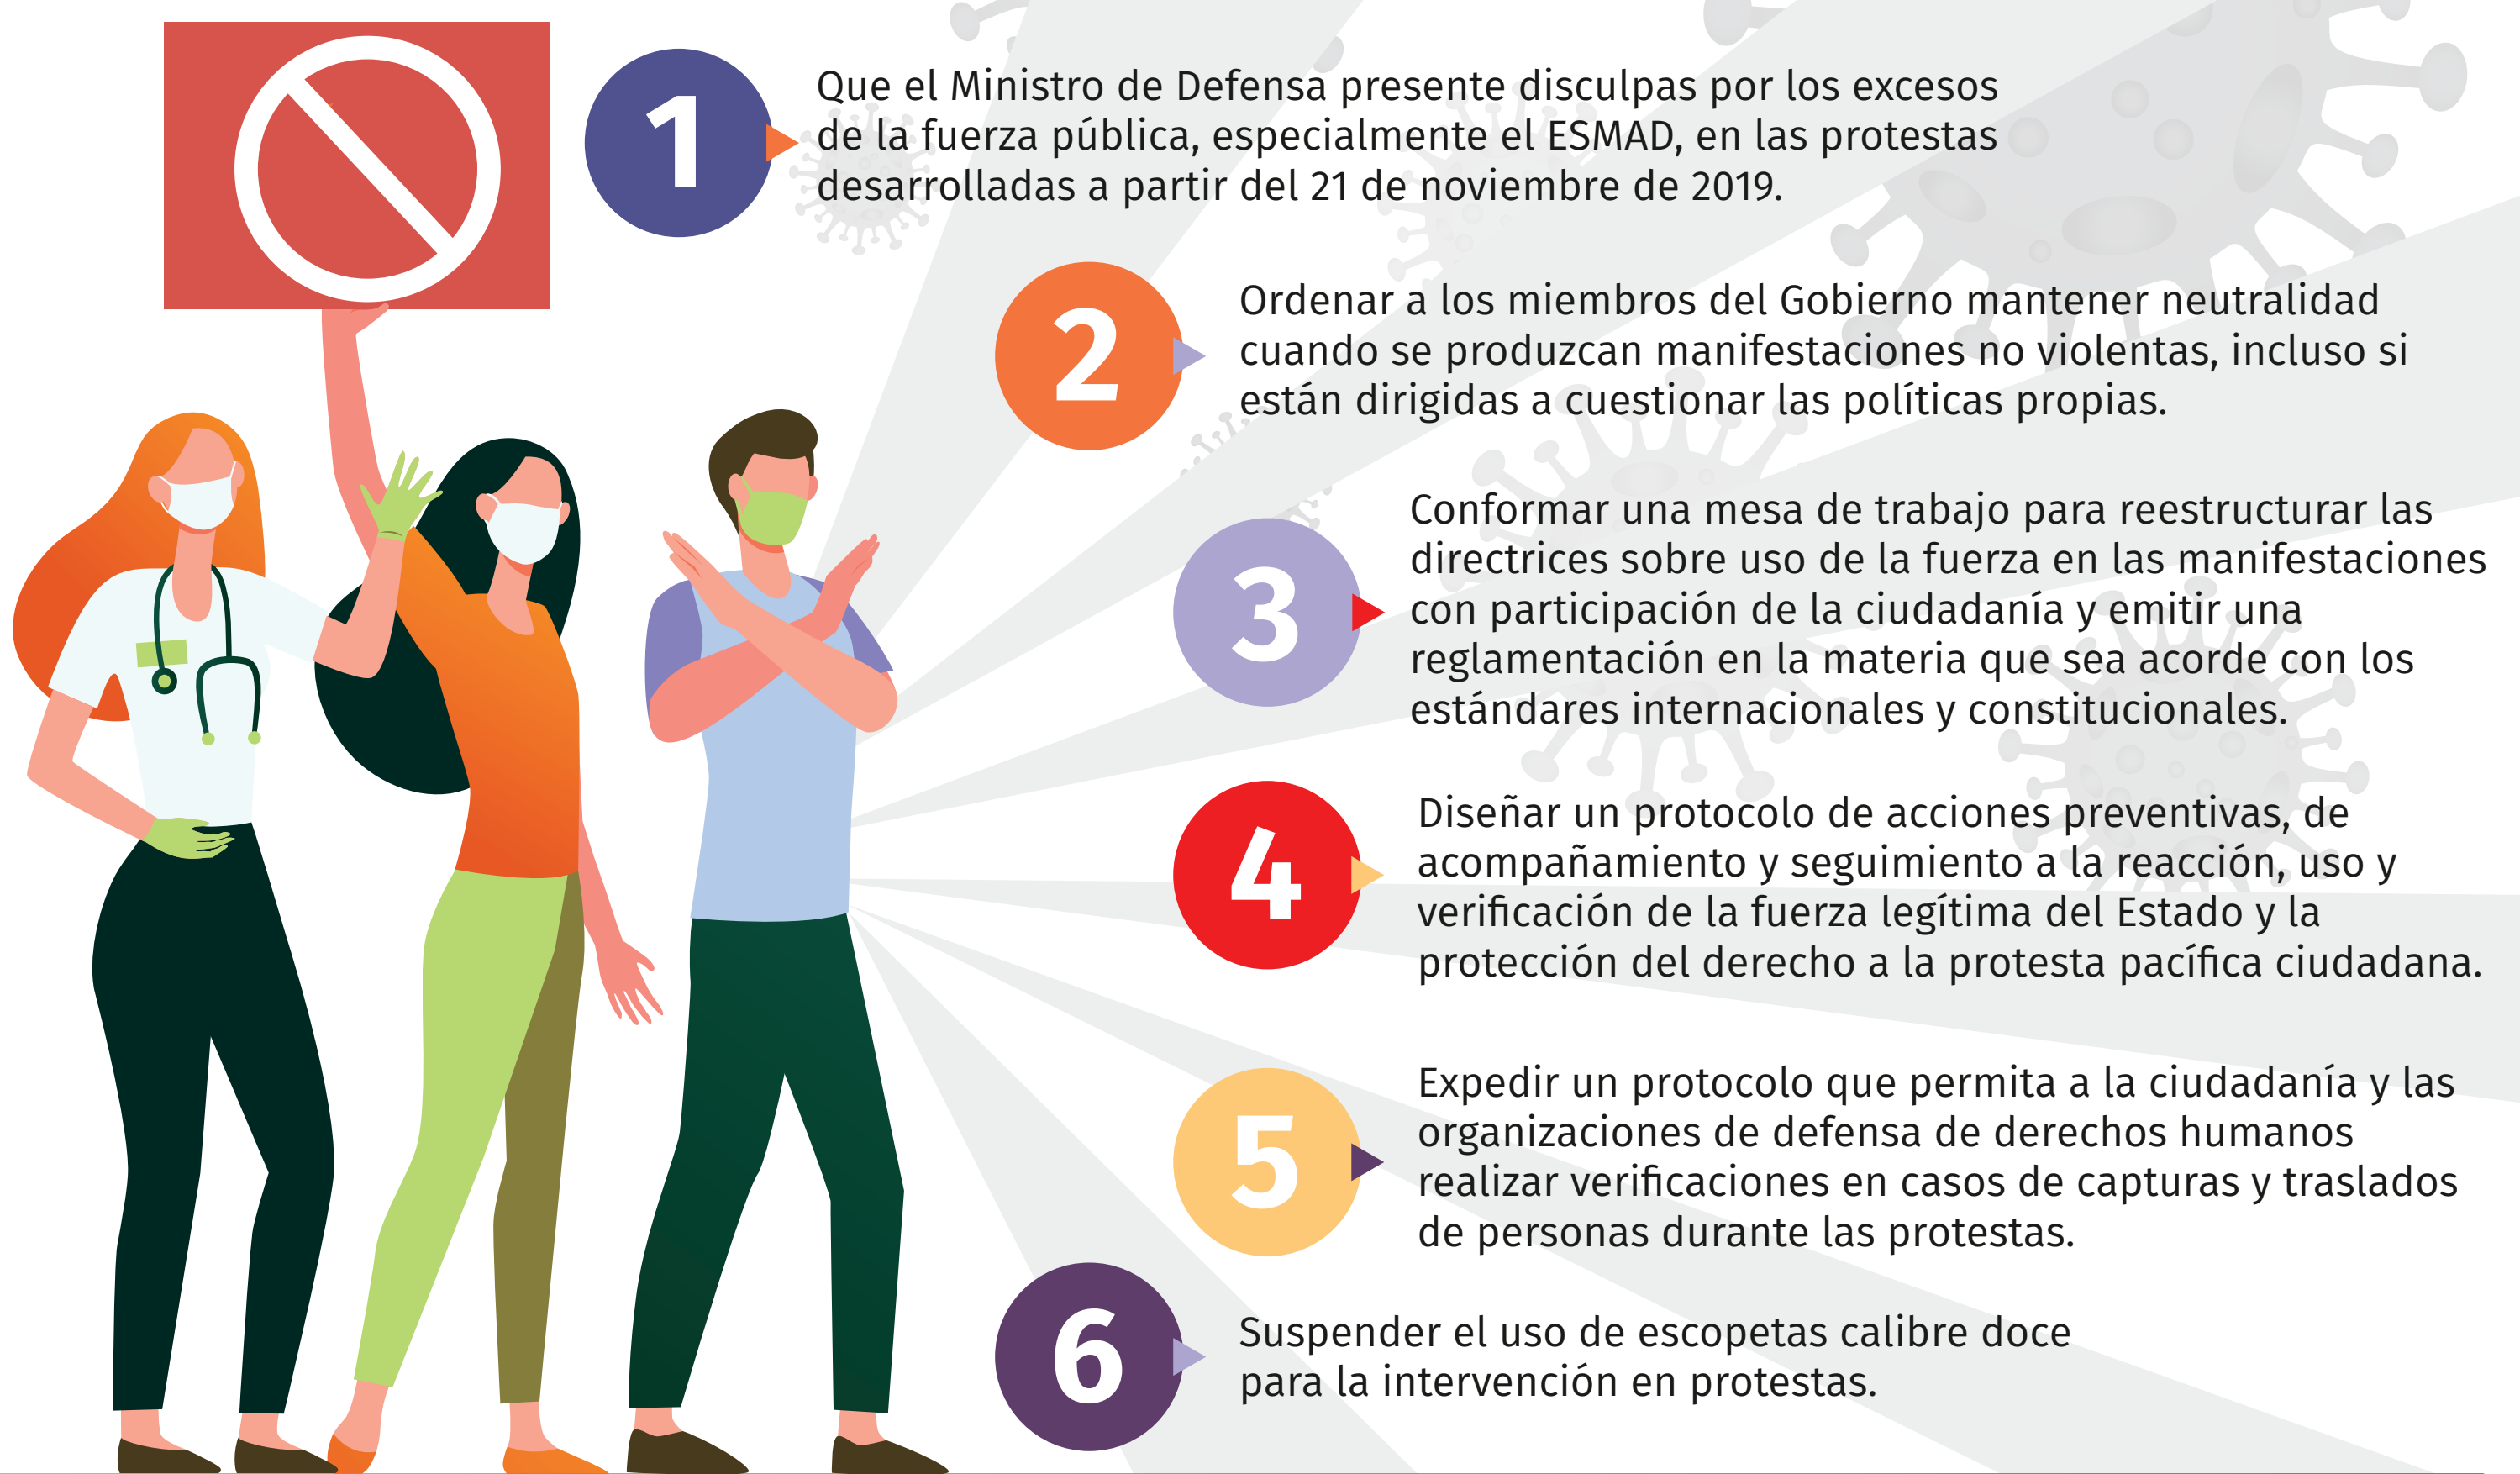 1
Que el Ministro de Defensa presente disculpas por los excesos
de la fuerza pública, especialmente el ESMAD, en las protestas
desarrolladas a partir del 21 de noviembre de 2019.
2
Ordenar a los miembros del Gobierno mantener neutralidad
cuando se produzcan manifestaciones no violentas, incluso si
están dirigidas a cuestionar las políticas propias.
3
Conformar una mesa de trabajo para reestructurar las
directrices sobre uso de la fuerza en las manifestaciones
con participación de la ciudadanía y emitir una
reglamentación en la materia que sea acorde con los
estándares internacionales y constitucionales.
4
Diseñar un protocolo de acciones preventivas, de
acompañamiento y seguimiento a la reacción, uso y
verificación de la fuerza legítima del Estado y la
protección del derecho a la protesta pacífica ciudadana.
5
Expedir un protocolo que permita a la ciudadanía y las
organizaciones de defensa de derechos humanos
realizar verificaciones en casos de capturas y traslados
de personas durante las protestas.
6
Suspender el uso de escopetas calibre doce
para la intervención en protestas.